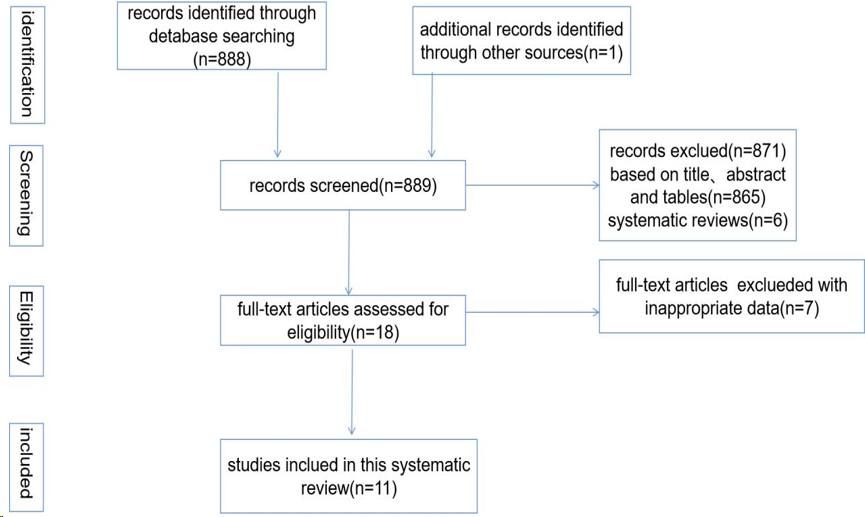 identification
records identified through
detabase searching
(n=888)
additional records identified
through other sources(n=1)
Screening
records screened(n=889)
records exclued(n=871)
based on title、abstract
and tables(n=865)
systematic reviews(n=6)
Eligibility
full-text articles assessed for
eligibility(n=18)
full-text articles exclueded with
inappropriate data(n=7)
included
studies inclued in this systematic
review(n=11)